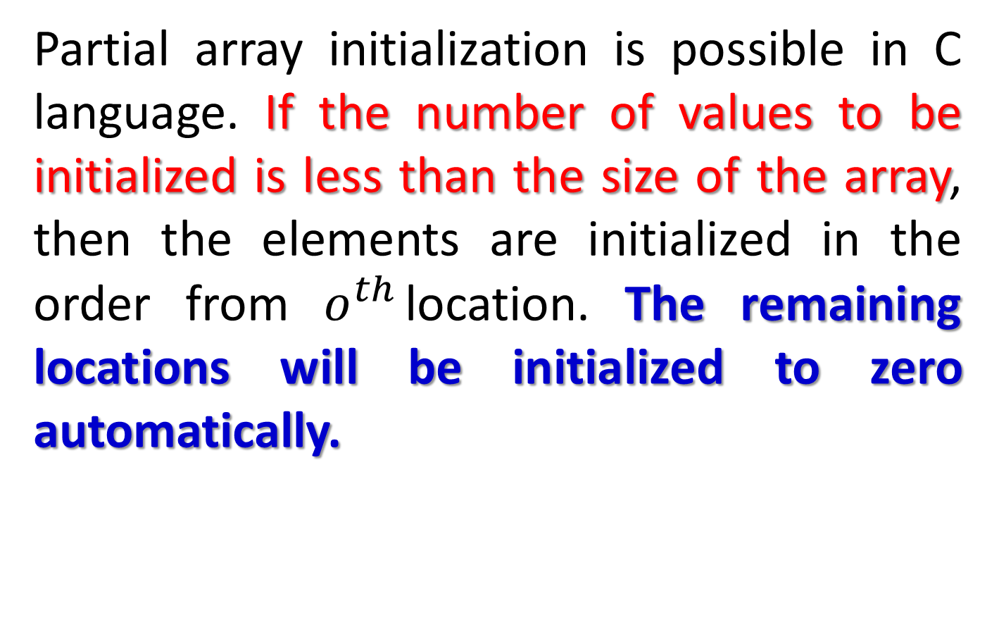 Partial array initialization is possible in C
language. If the number of values to be
initialized is less than the size of the array,
then the elements are initialized in the
order from o^th location. The remaining
locations will be initialized to zero
automatically.